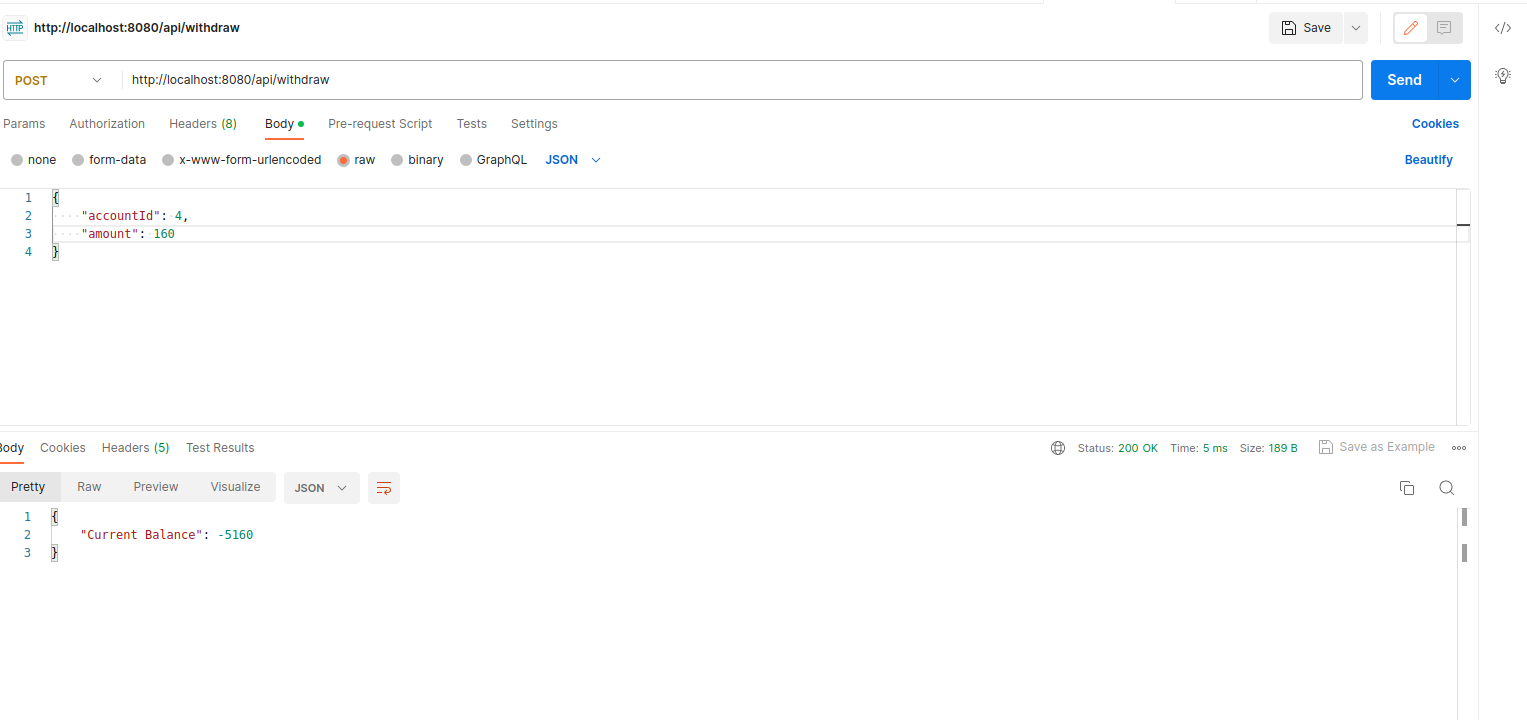 HTTP http://localhost:8080/api/withdraw Save
POST http://localhost:8080/api/withdraw Send
Params Authorization Headers (8) Body Pre-request Script Tests Settings Cookies
none form-data x-www-form-urlencoded raw binary GraphQL JSON Beautify
1 {
2 "accountId": 4,
3 "amount": 160
4 }
Body Cookies Headers (5) Test Results Status: 200 OK Time: 5 ms Size: 189 B Save as Example
Pretty Raw Preview Visualize JSON
1 {
2 "Current Balance": -5160
3 }